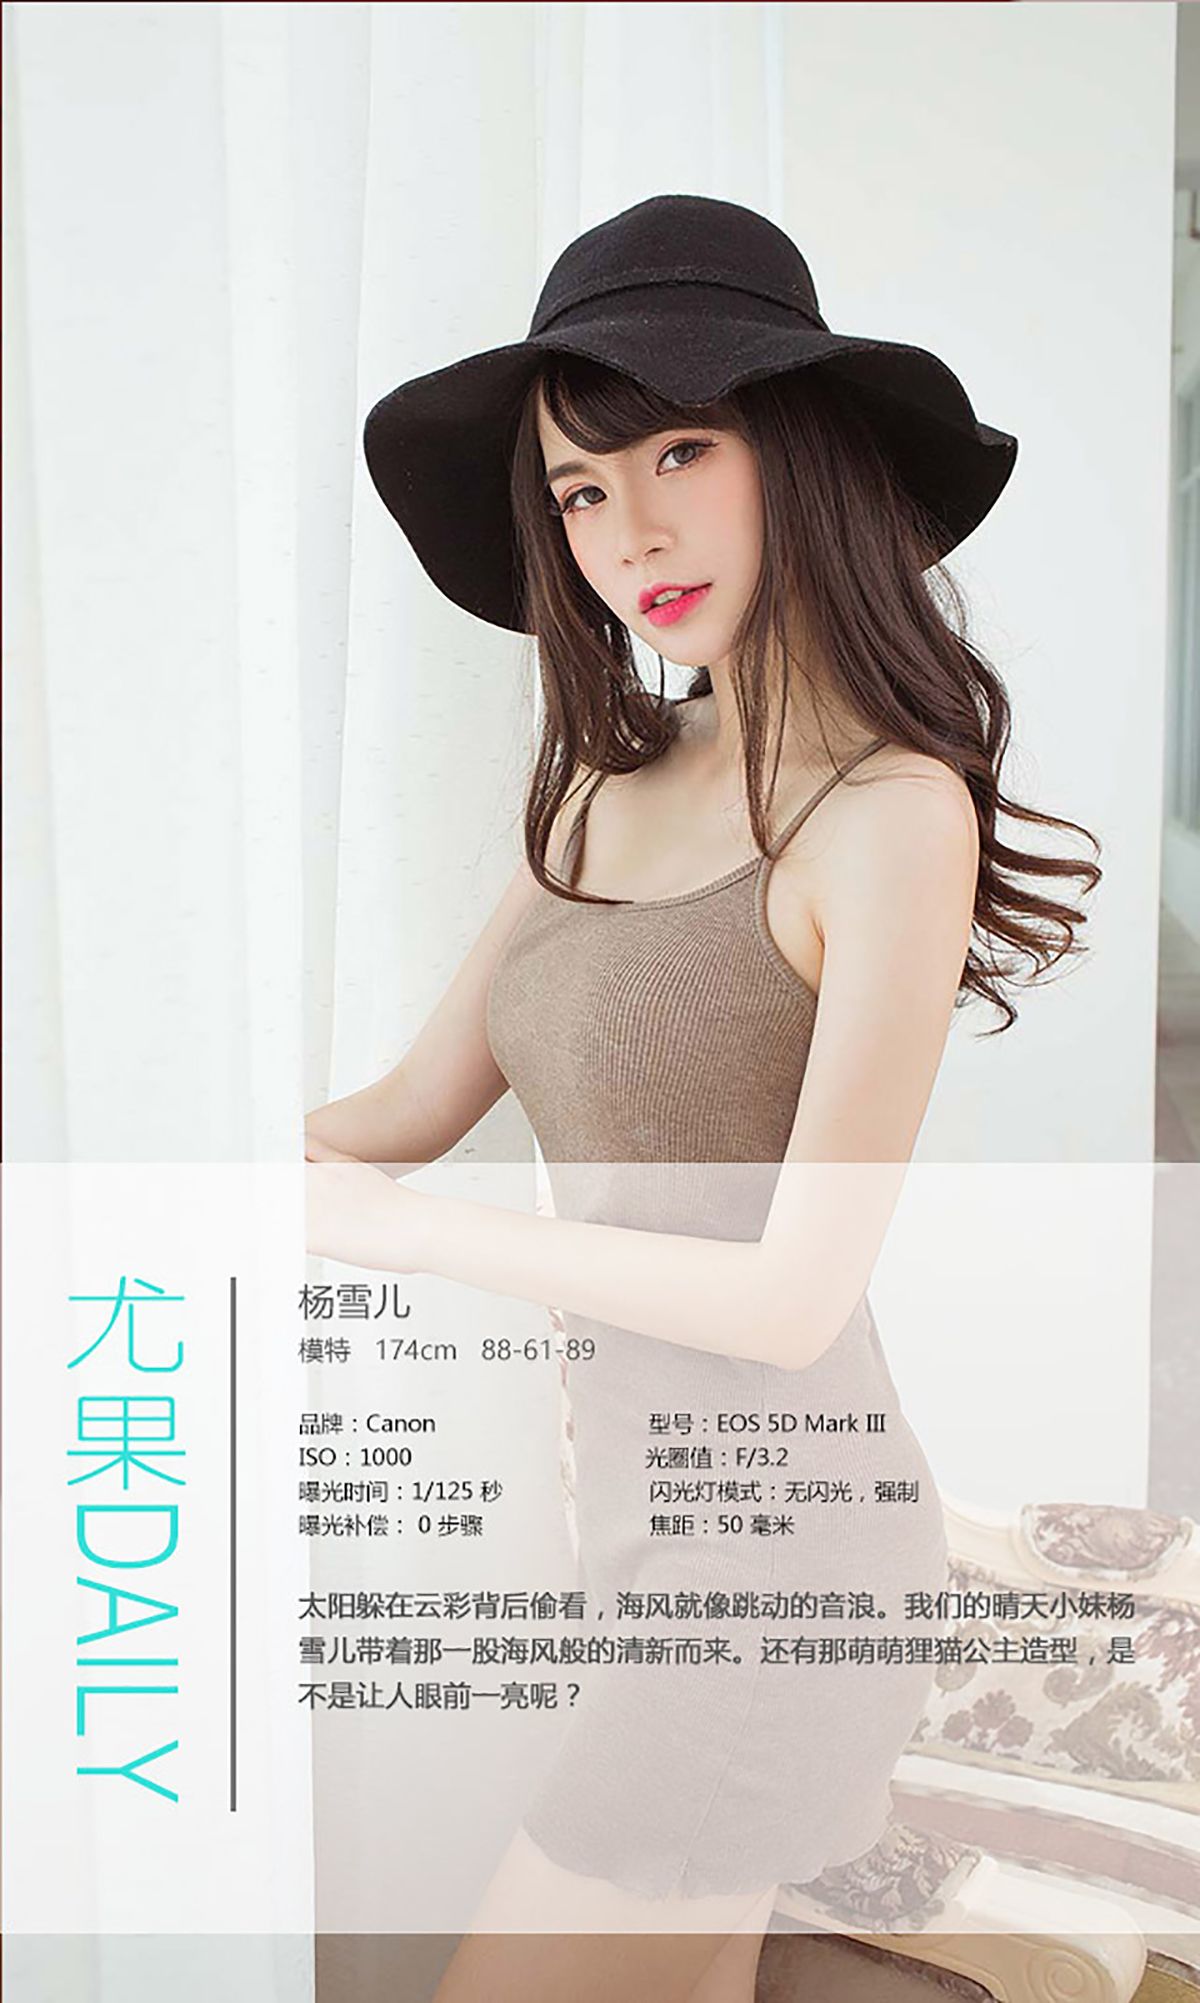 尤果DAILY
杨雪儿
模特 174cm 88-61-89
品牌：Canon 型号：EOS 5D Mark III
ISO：1000 光圈值：F/3.2
曝光时间：1/125 秒 闪光灯模式：无闪光，强制
曝光补偿： 0 步骤 焦距：50 毫米
太阳躲在云彩背后偷看，海风就像跳动的音浪。我们的晴天小妹杨
雪儿带着那一股海风般的清新而来。还有那萌萌狸猫公主造型，是
不是让人眼前一亮呢？